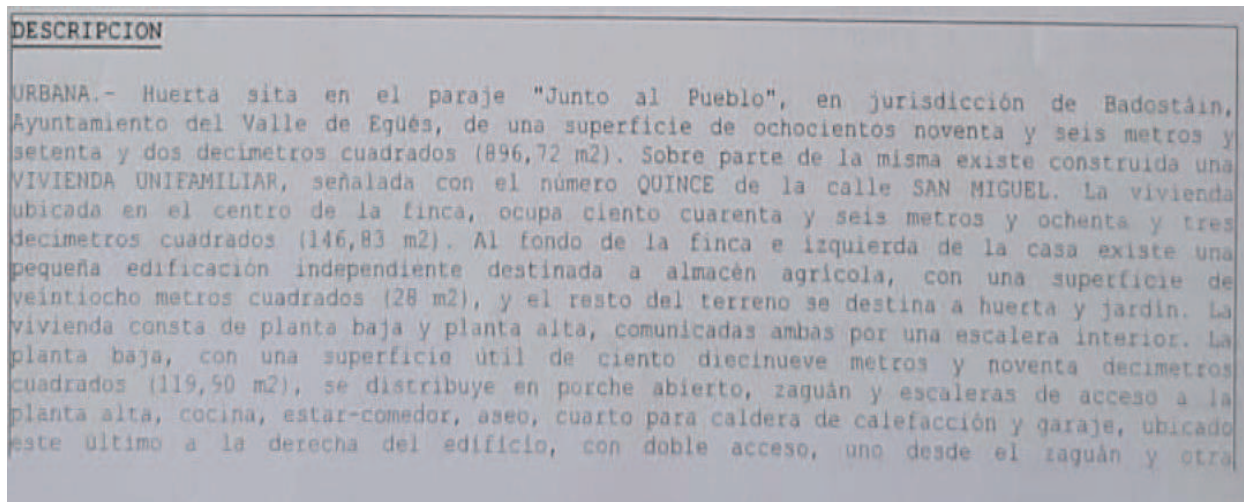 DESCRIPCION
URBANA.- Huerta sita en el paraje "Junto al Pueblo", en jurisdicción de Badostáin,
Ayuntamiento del Valle de Egüés, de una superficie de ochocientos noventa y seis metros y
setenta y dos decímetros cuadrados (896,72 m2). Sobre parte de la misma existe construida una
VIVIENDA UNIFAMILIAR, señalada con el número QUINCE de la calle SAN MIGUEL. La vivienda
ubicada en el centro de la finca, ocupa ciento cuarenta y seis metros y ochenta y tres
decímetros cuadrados (146,83 m2). Al fondo de la finca e izquierda de la casa existe una
pequeña edificación independiente destinada a almacén agrícola, con una superficie de
veintiocho metros cuadrados (28 m2), y el resto del terreno se destina a huerta y jardín. La
vivienda consta de planta baja y planta alta, comunicadas ambas por una escalera interior. La
planta baja, con una superficie útil de ciento diecinueve metros y noventa decímetros
cuadrados (119,90 m2), se distribuye en porche abierto, zaguán y escaleras de acceso a la
planta alta, cocina, estar-comedor, aseo, cuarto para caldera de calefacción y garaje, ubicado
este último a la derecha del edificio, con doble acceso, uno desde el zaguán y otra